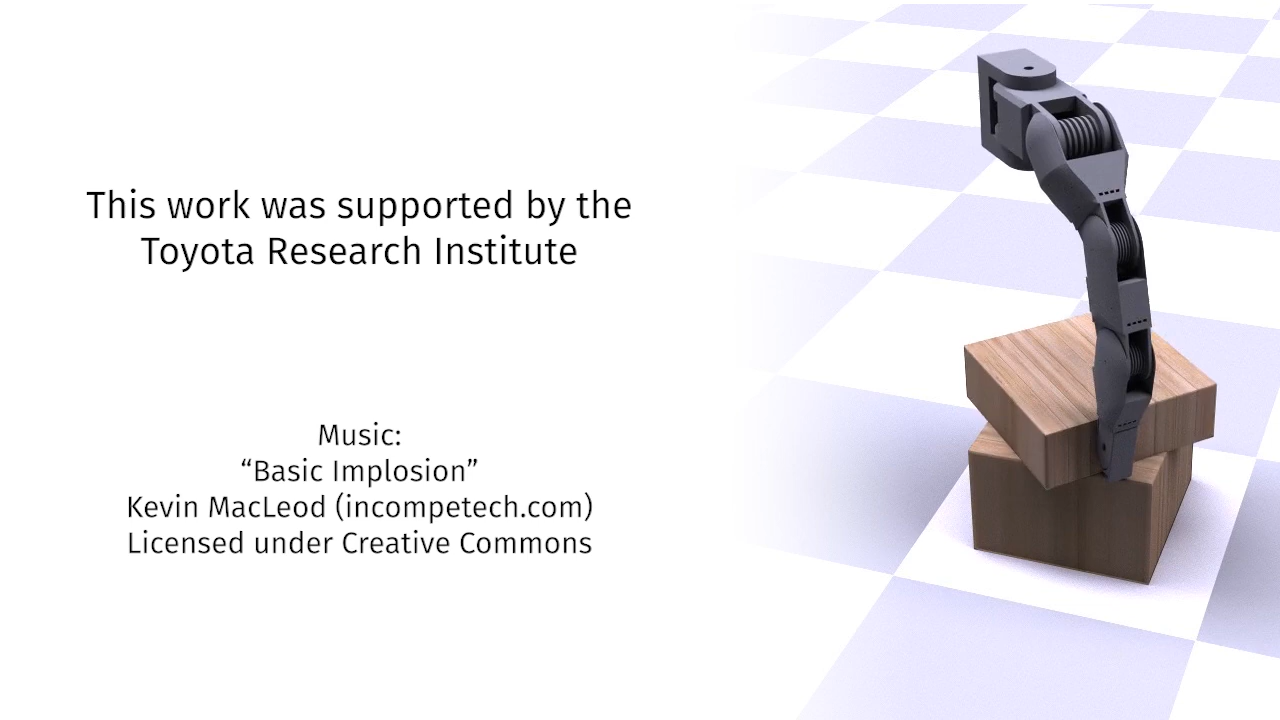 This work was supported by the
Toyota Research Institute
Music:
“Basic Implosion”
Kevin MacLeod (incompetech.com)
Licensed under Creative Commons